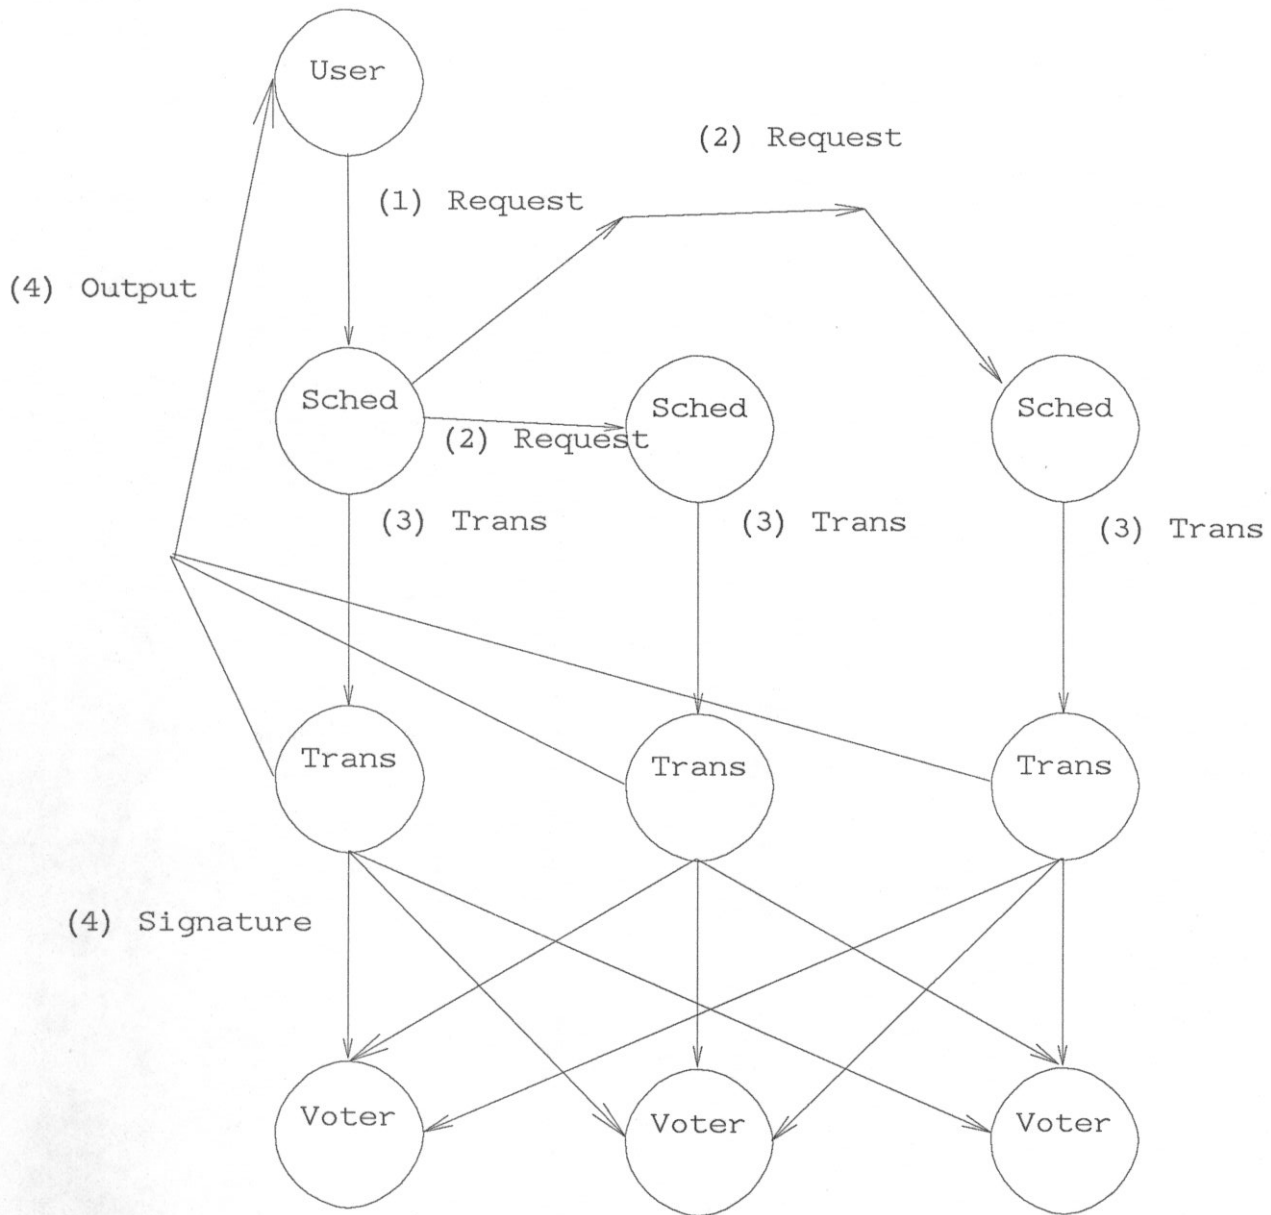 User
(2) Request
(1) Request
(4) Output
Sched
Sched
Sched
(2) Request
(3) Trans
(3) Trans
(3) Trans
Trans
Trans
Trans
(4) Signature
Voter
Voter
Voter